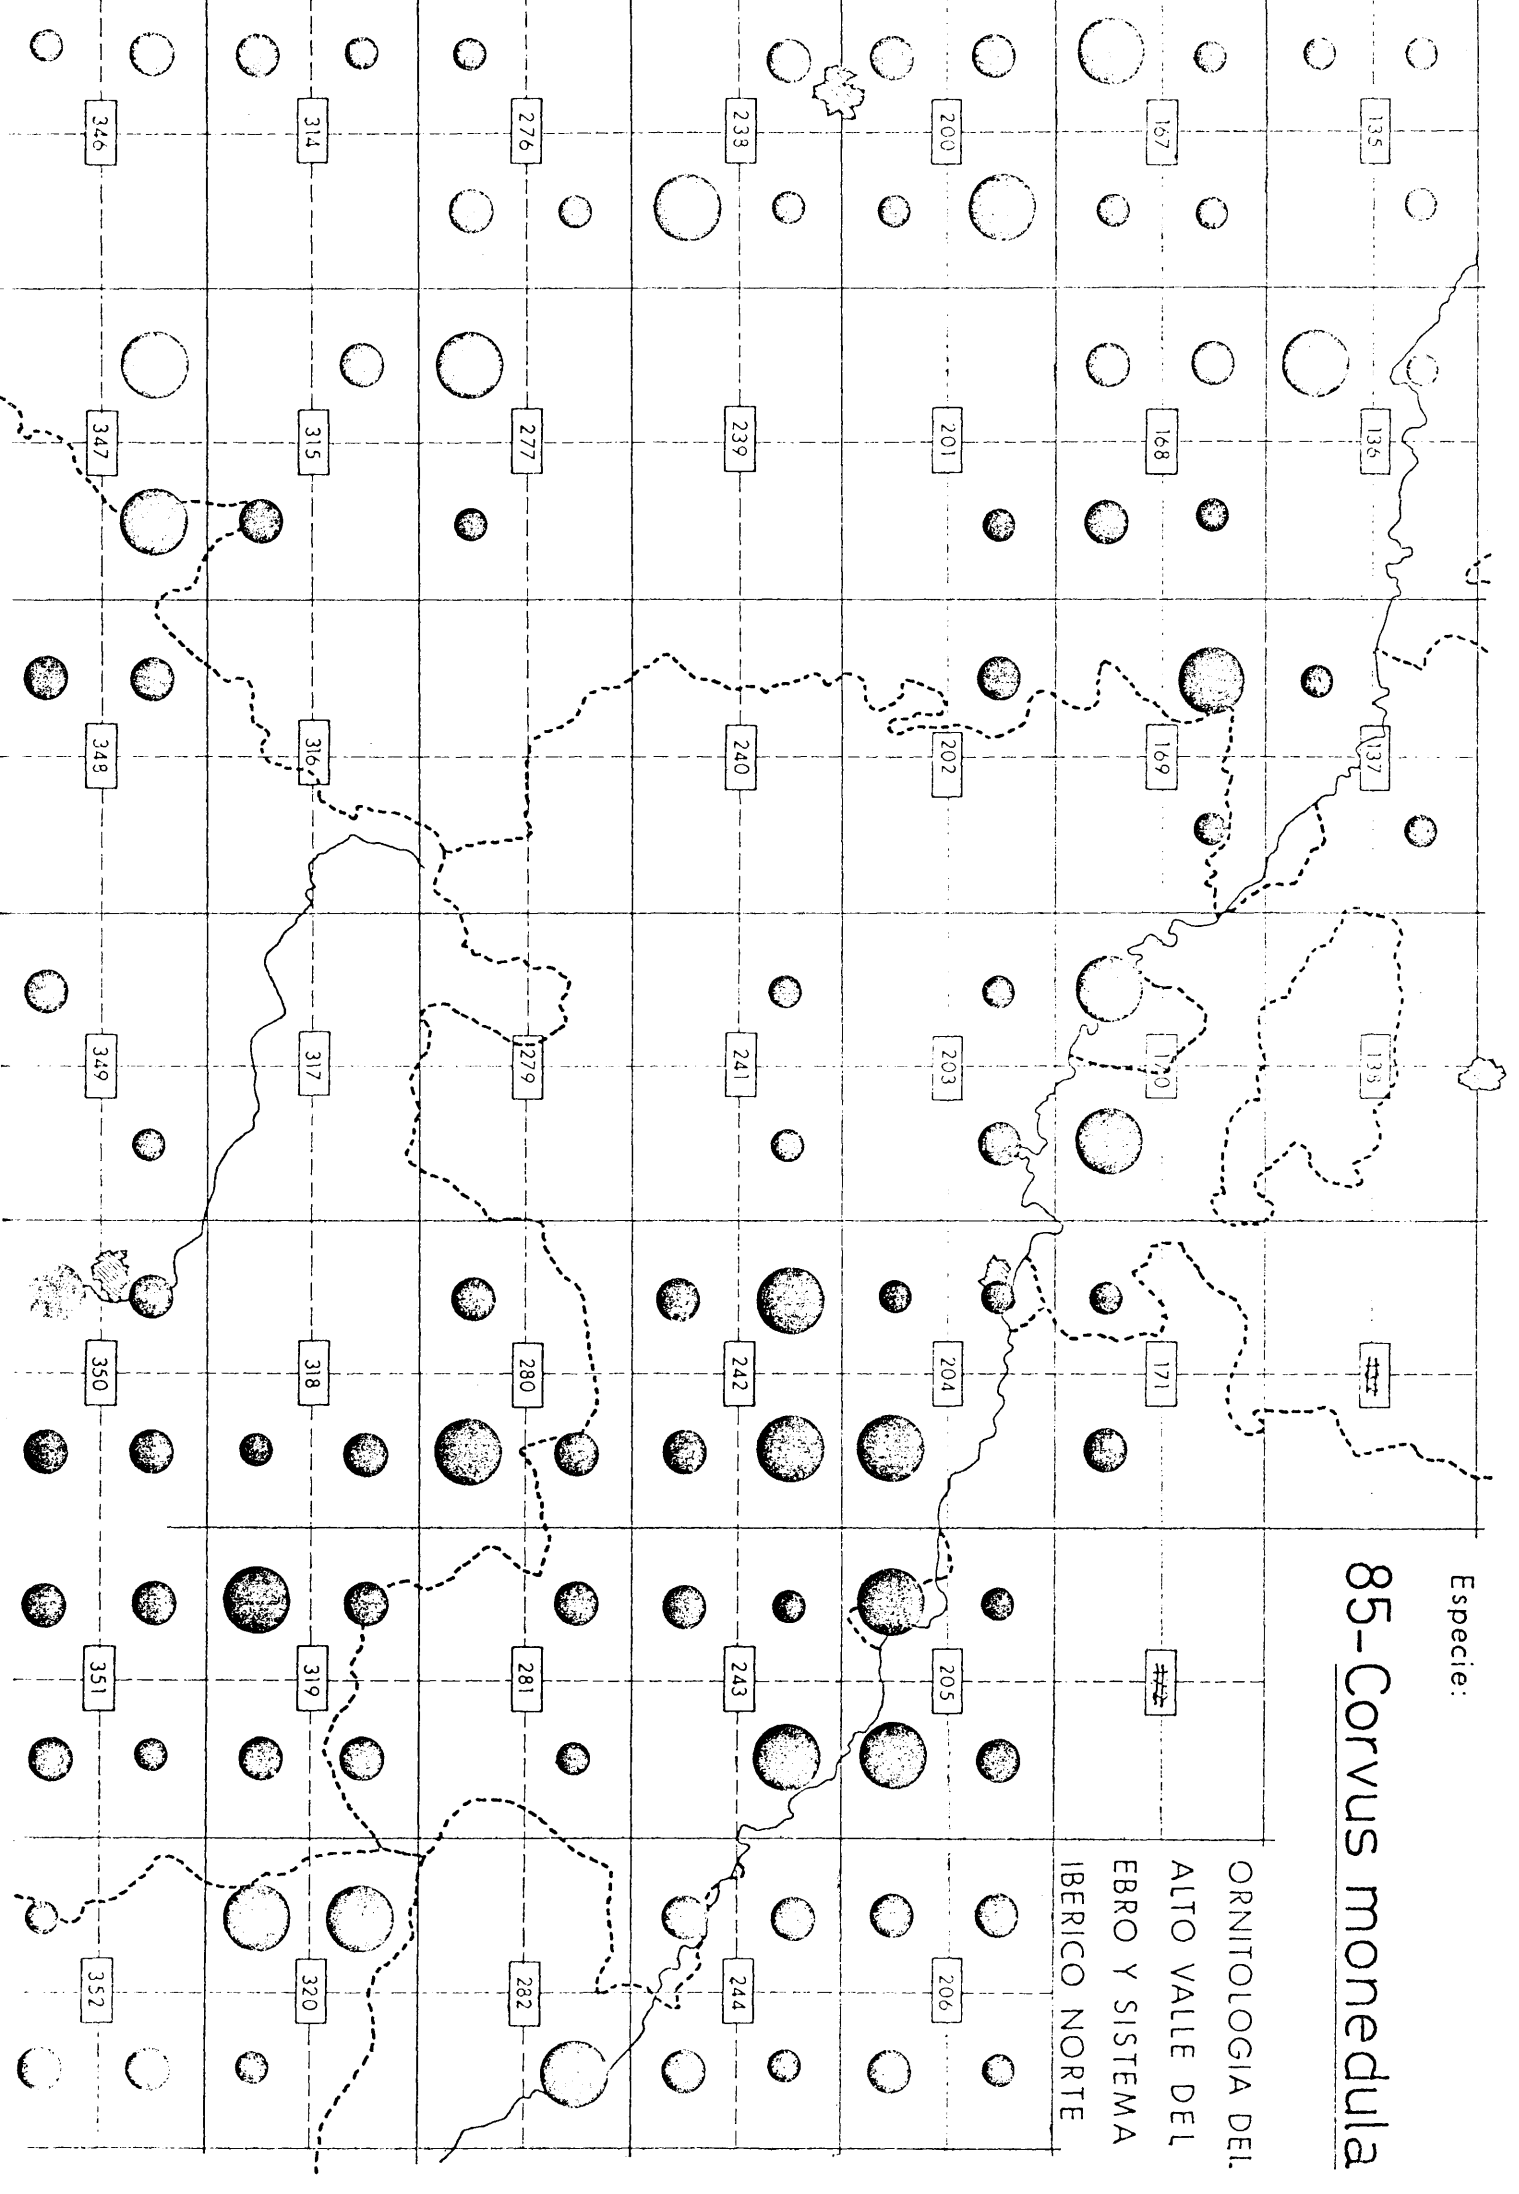 Especie:
85-Corvus monedula
ORNITOLOGIA DEL
ALTO VALLE DEL
EBRO Y SISTEMA
IBERICO NORTE
135 136 137 138
167 168 169 170 171
200 201 202 203 204 205 206
238 239 240 241 242 243 244
276 277 279 280 281 282
314 315 316 317 318 319 320
346 347 348 349 350 351 352